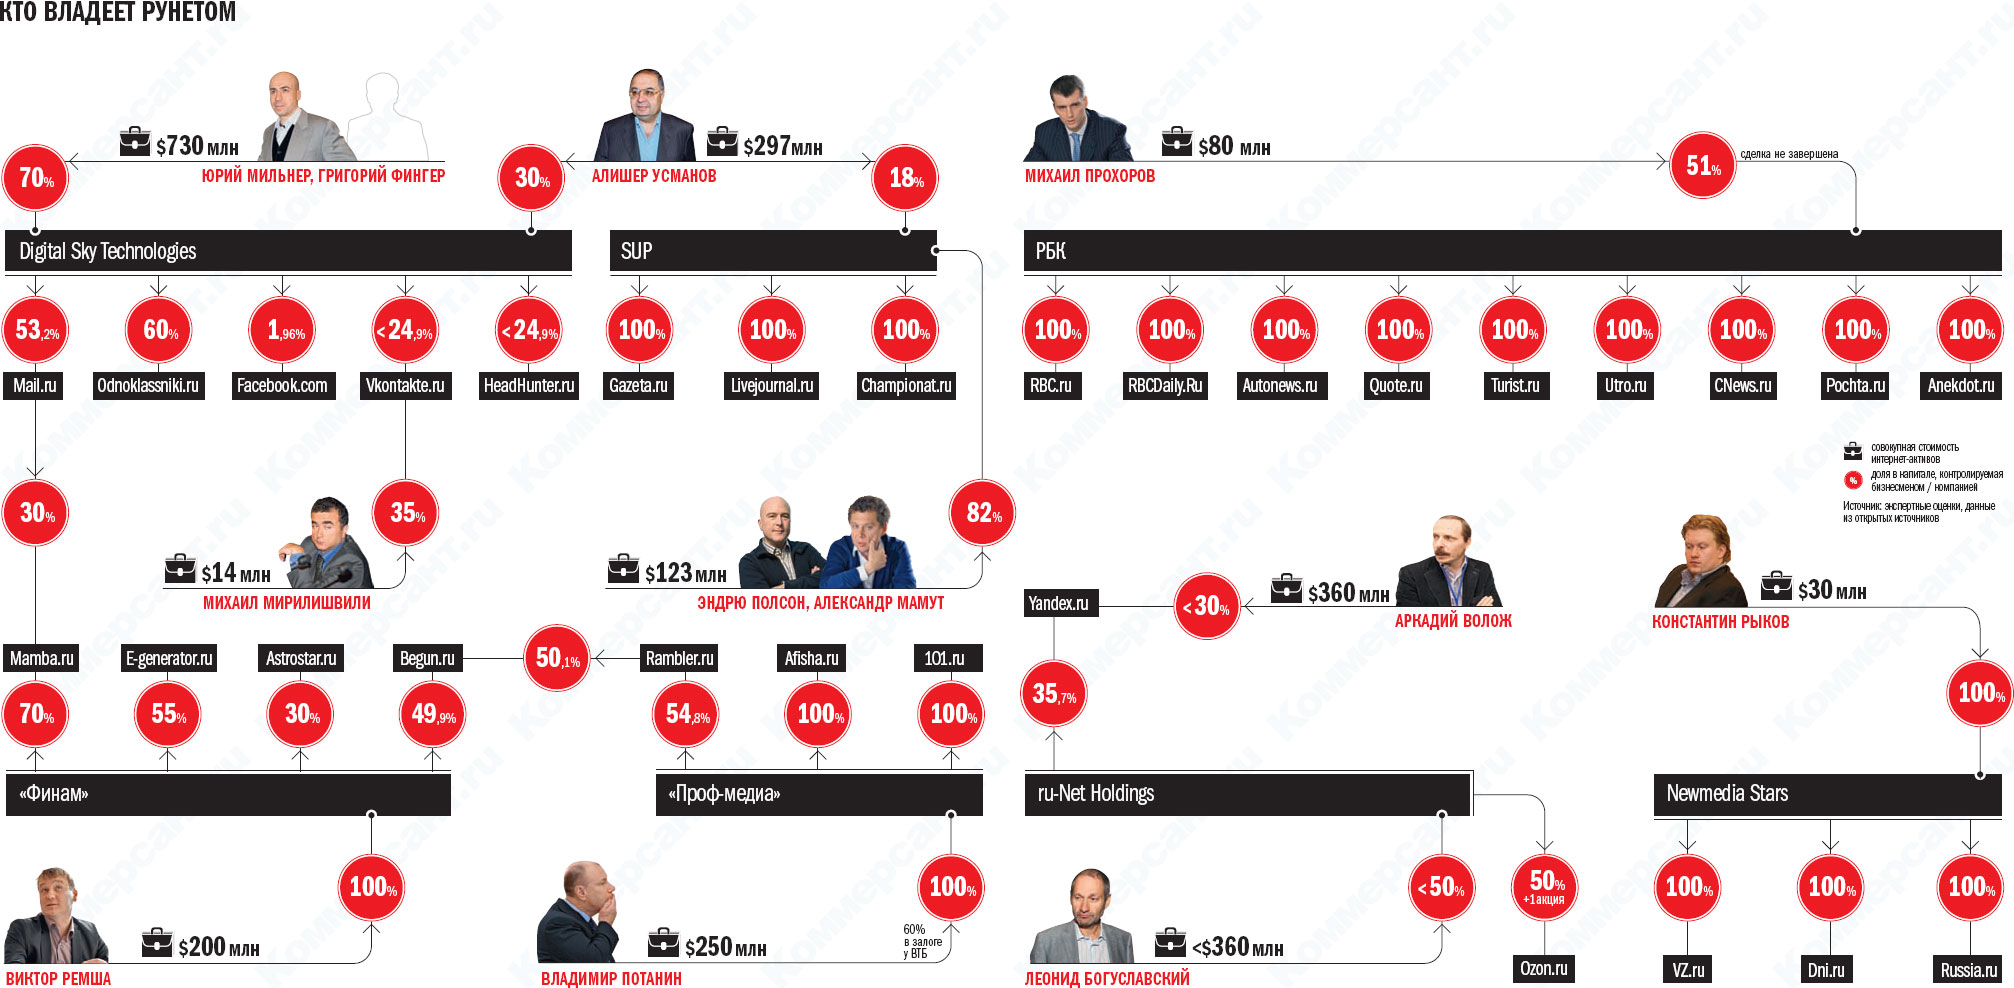 КТО ВЛАДЕЕТ РУНЕТОМ
$730 млн
ЮРИЙ МИЛЬНЕР, ГРИГОРИЙ ФИНГЕР
$297млн
АЛИШЕР УСМАНОВ
$80 млн
МИХАИЛ ПРОХОРОВ
70%
30%
18%
51%
сделка не завершена
Digital Sky Technologies
SUP
РБК
53,2%
60%
1,96%
<24,9%
<24,9%
100%
100%
100%
100%
100%
100%
100%
100%
100%
100%
100%
100%
Mail.ru
Odnoklassniki.ru
Facebook.com
Vkontakte.ru
HeadHunter.ru
Gazeta.ru
Livejournal.ru
Championat.ru
RBC.ru
RBCDaily.Ru
Autonews.ru
Quote.ru
Turist.ru
Utro.ru
CNews.ru
Pochta.ru
Anekdot.ru
совокупная стоимость
интернет-активов
%
доля в капитале, контролируемая
бизнесменом / компанией
Источник: экспертные оценки, данные
из открытых источников
30%
35%
82%
$14 млн
МИХАИЛ МИРИЛИШВИЛИ
$123 млн
ЭНДРЮ ПОЛСОН, АЛЕКСАНДР МАМУТ
Yandex.ru
<30%
$360 млн
АРКАДИЙ ВОЛОЖ
$30 млн
КОНСТАНТИН РЫКОВ
Mamba.ru
E-generator.ru
Astrostar.ru
Begun.ru
50,1%
Rambler.ru
Afisha.ru
101.ru
70%
55%
30%
49,9%
54,8%
100%
100%
35,7%
100%
«Финам»
«Проф-медиа»
ru-Net Holdings
Newmedia Stars
100%
100%
<50%
50%
+1акция
100%
100%
100%
$200 млн
ВИКТОР РЕМША
$250 млн
ВЛАДИМИР ПОТАНИН
60%
в залоге
у ВТБ
<$360 млн
ЛЕОНИД БОГУСЛАВСКИЙ
Ozon.ru
VZ.ru
Dni.ru
Russia.ru
Коммерсант.ru